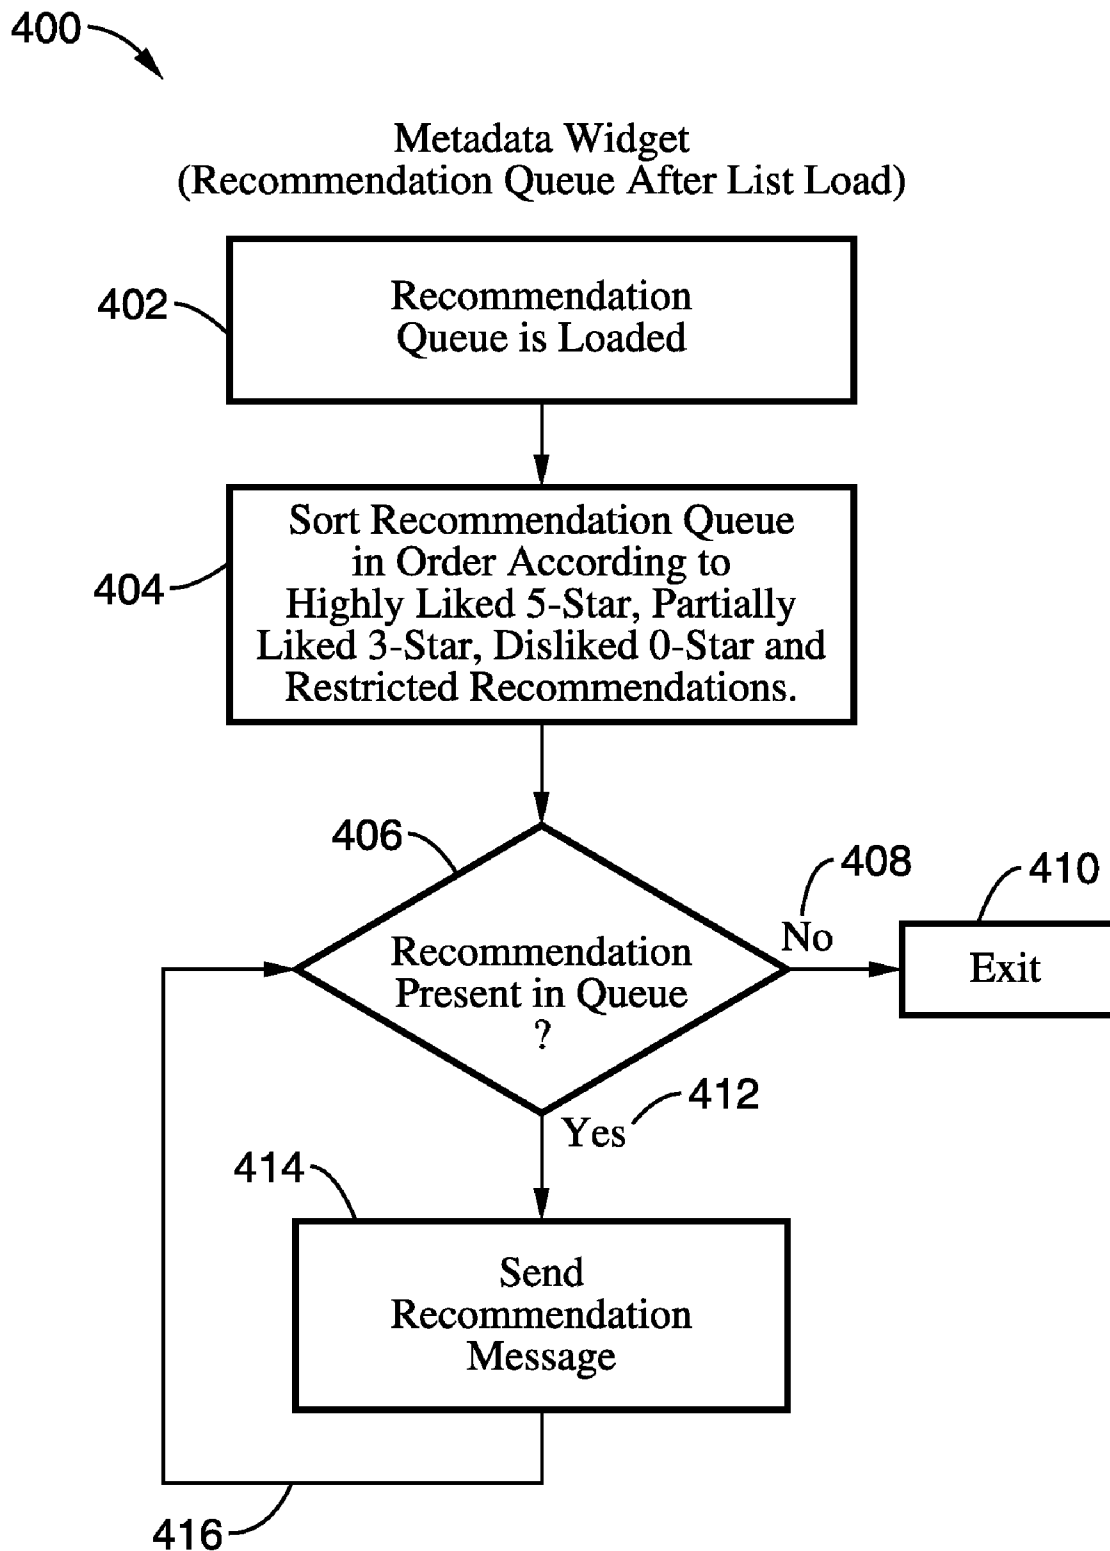 400
Metadata Widget
(Recommendation Queue After List Load)
402
Recommendation
Queue is Loaded
404
Sort Recommendation Queue
in Order According to
Highly Liked 5-Star, Partially
Liked 3-Star, Disliked 0-Star and
Restricted Recommendations.
406
408
410
No
Recommendation
Present in Queue
?
Exit
412
Yes
414
Send
Recommendation
Message
416